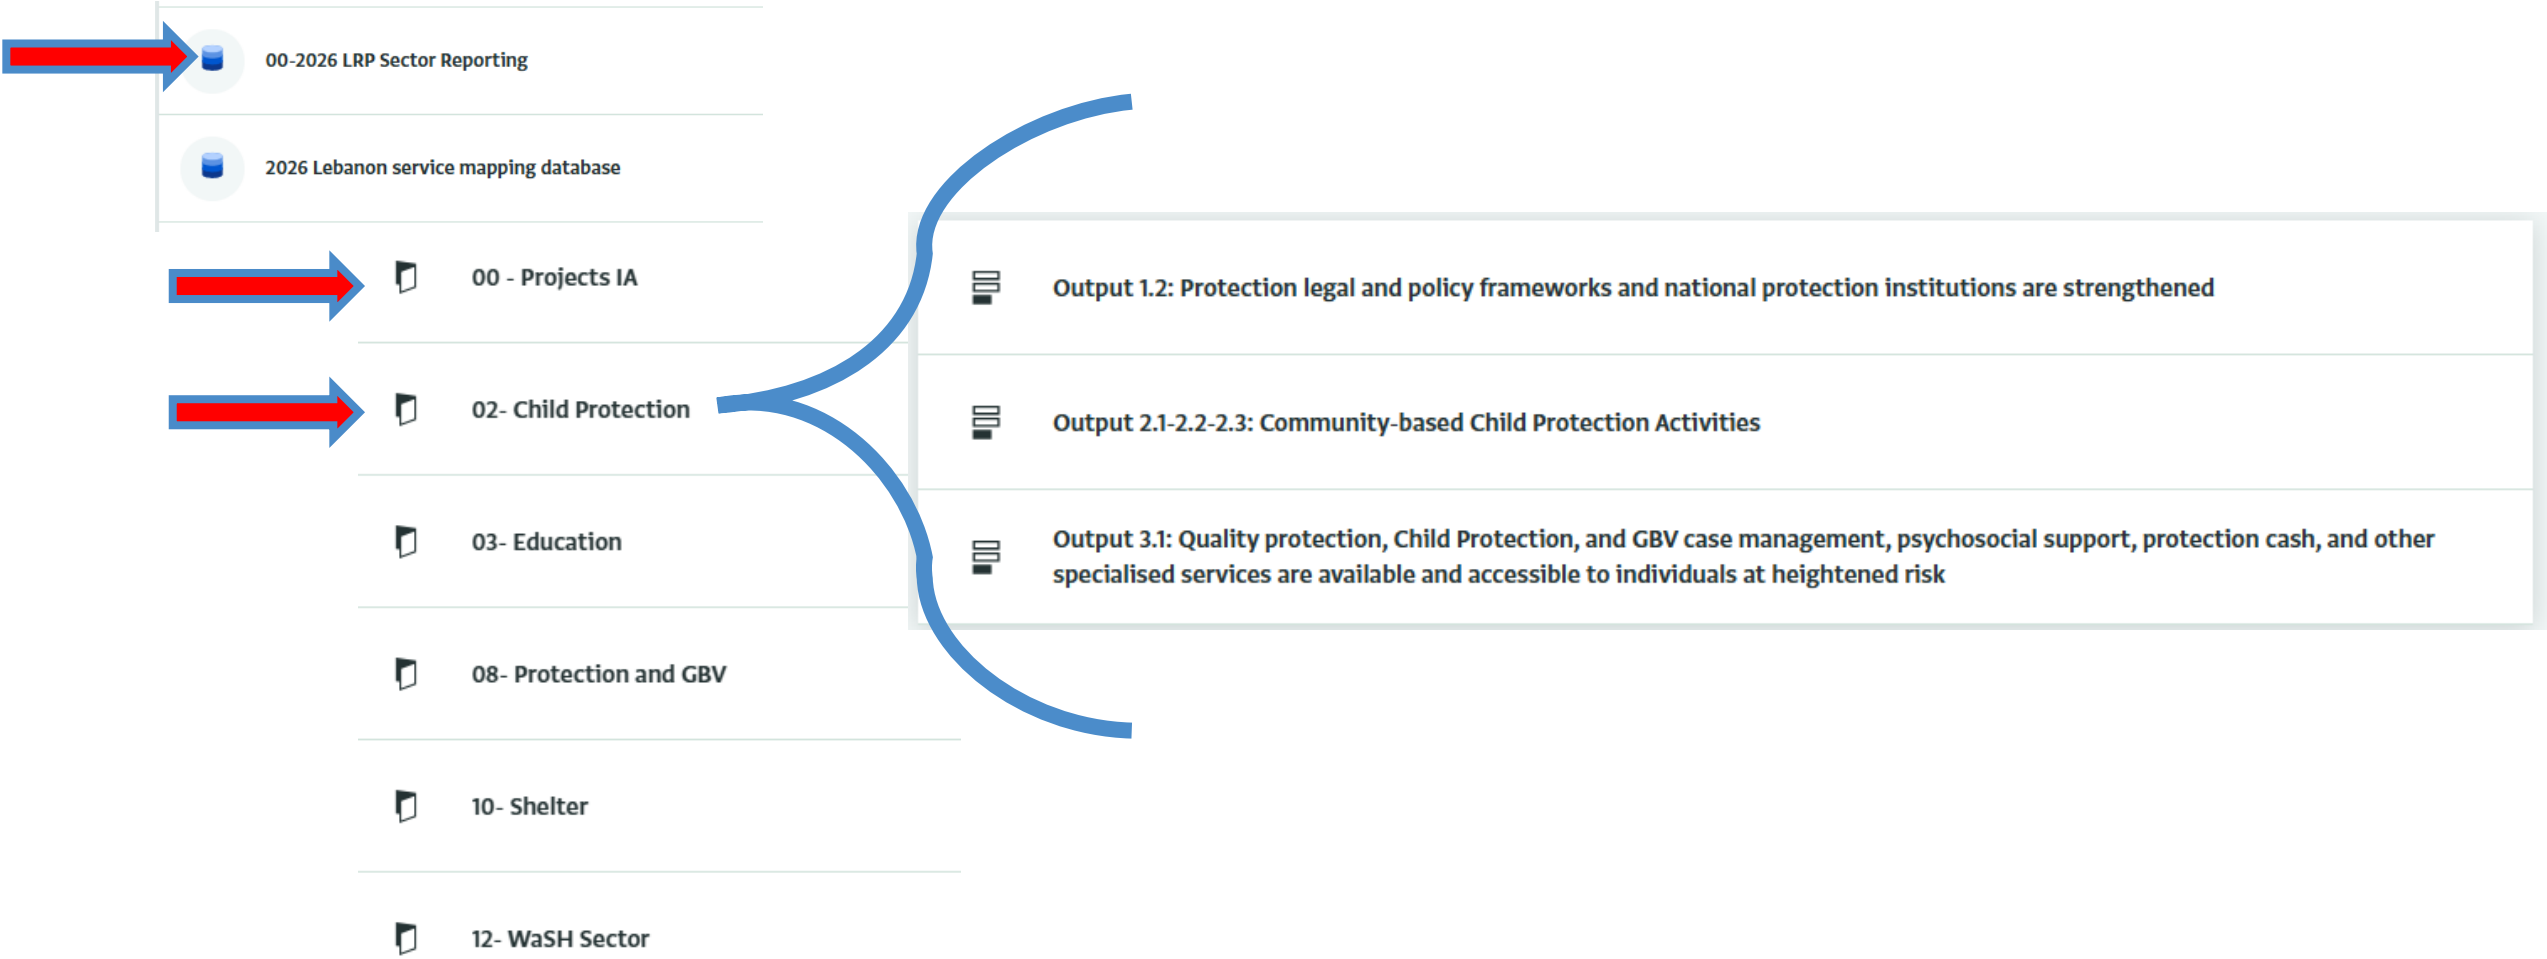 00-2026 LRP Sector Reporting
2026 Lebanon service mapping database
00 - Projects IA
02- Child Protection
03- Education
08- Protection and GBV
10- Shelter
12- WaSH Sector
Output 1.2: Protection legal and policy frameworks and national protection institutions are strengthened
Output 2.1-2.2-2.3: Community-based Child Protection Activities
Output 3.1: Quality protection, Child Protection, and GBV case management, psychosocial support, protection cash, and other
specialised services are available and accessible to individuals at heightened risk